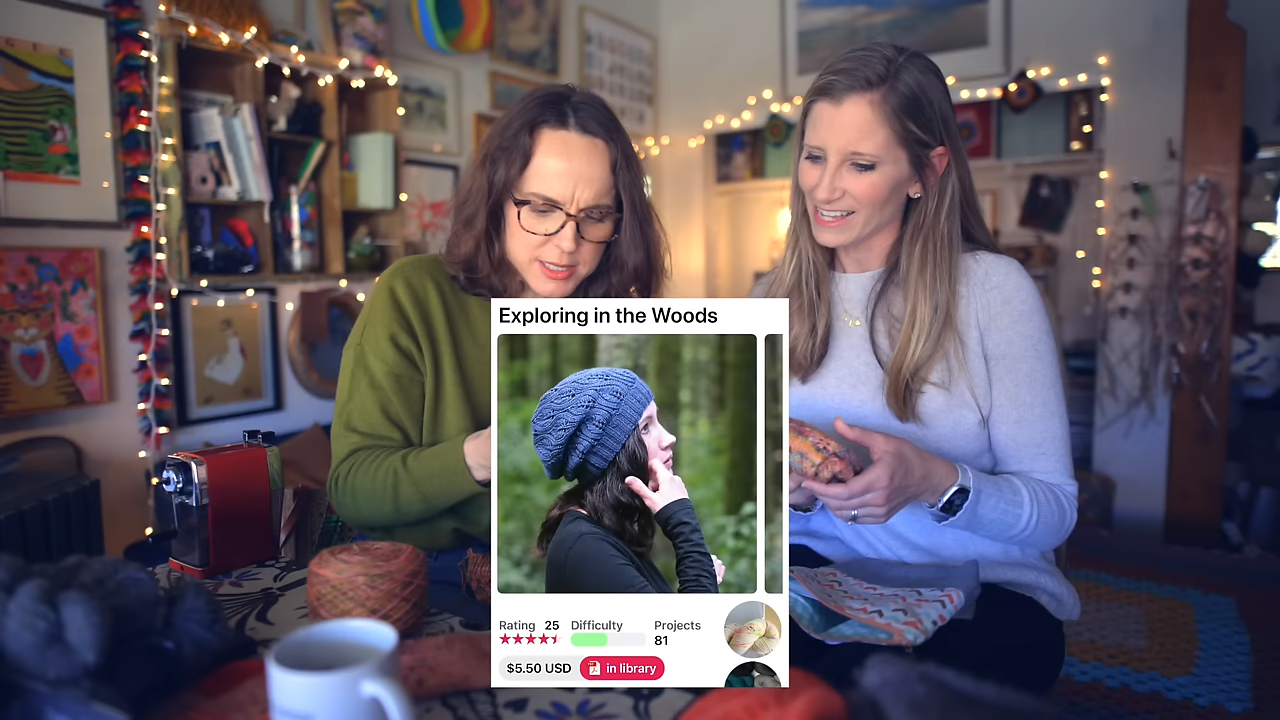 Exploring in the Woods
Rating 25 Difficulty Projects
81
$5.50 USD in library